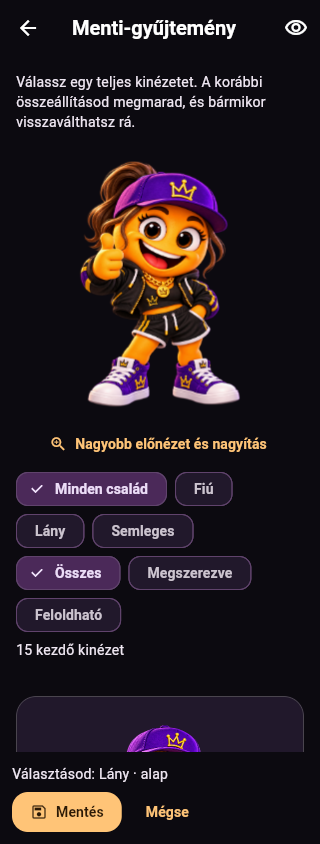 Menti-gyűjtemény
Válassz egy teljes kinézetet. A korábbi
összeállításod megmarad, és bármikor
visszaválthatsz rá.
Nagyobb előnézet és nagyítás
Minden család
Fiú
Lány
Semleges
Összes
Megszerezve
Feloldható
15 kezdő kinézet
Választásod: Lány · alap
Mentés
Mégse